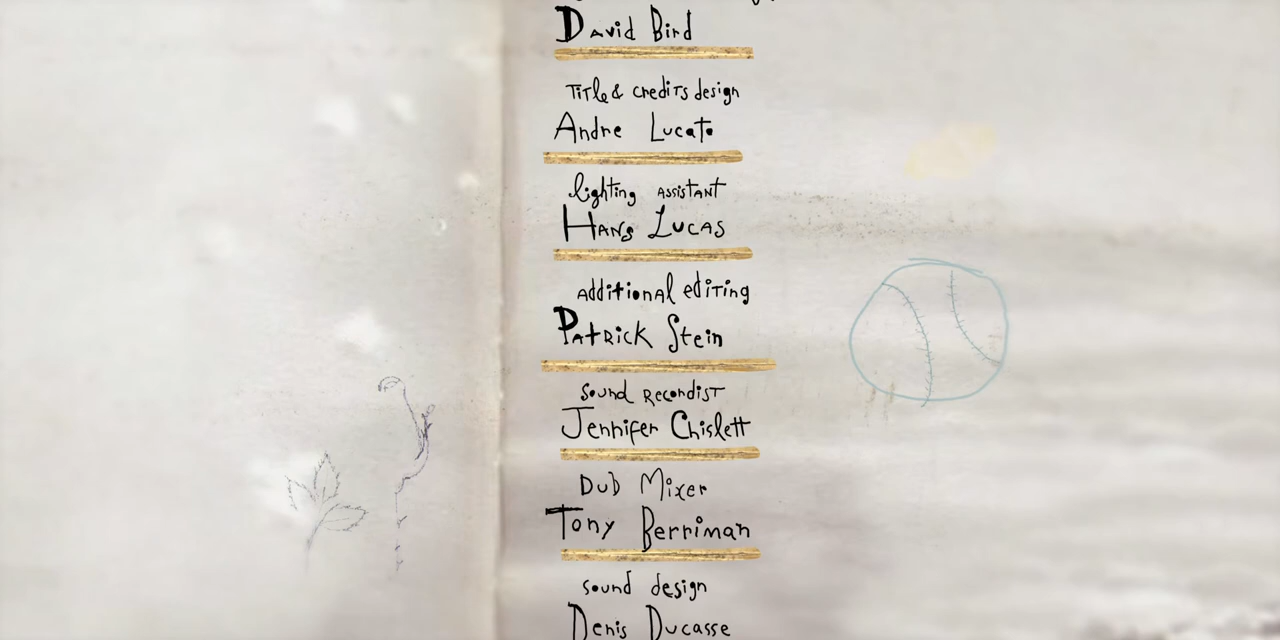 David Bird
Title & credits design
Andre Lucato
lighting assistant
Hans Lucas
additional editing
Patrick Stein
sound recordist
Jennifer Chislett
Dub Mixer
Tony Berriman
sound design
Denis Ducasse